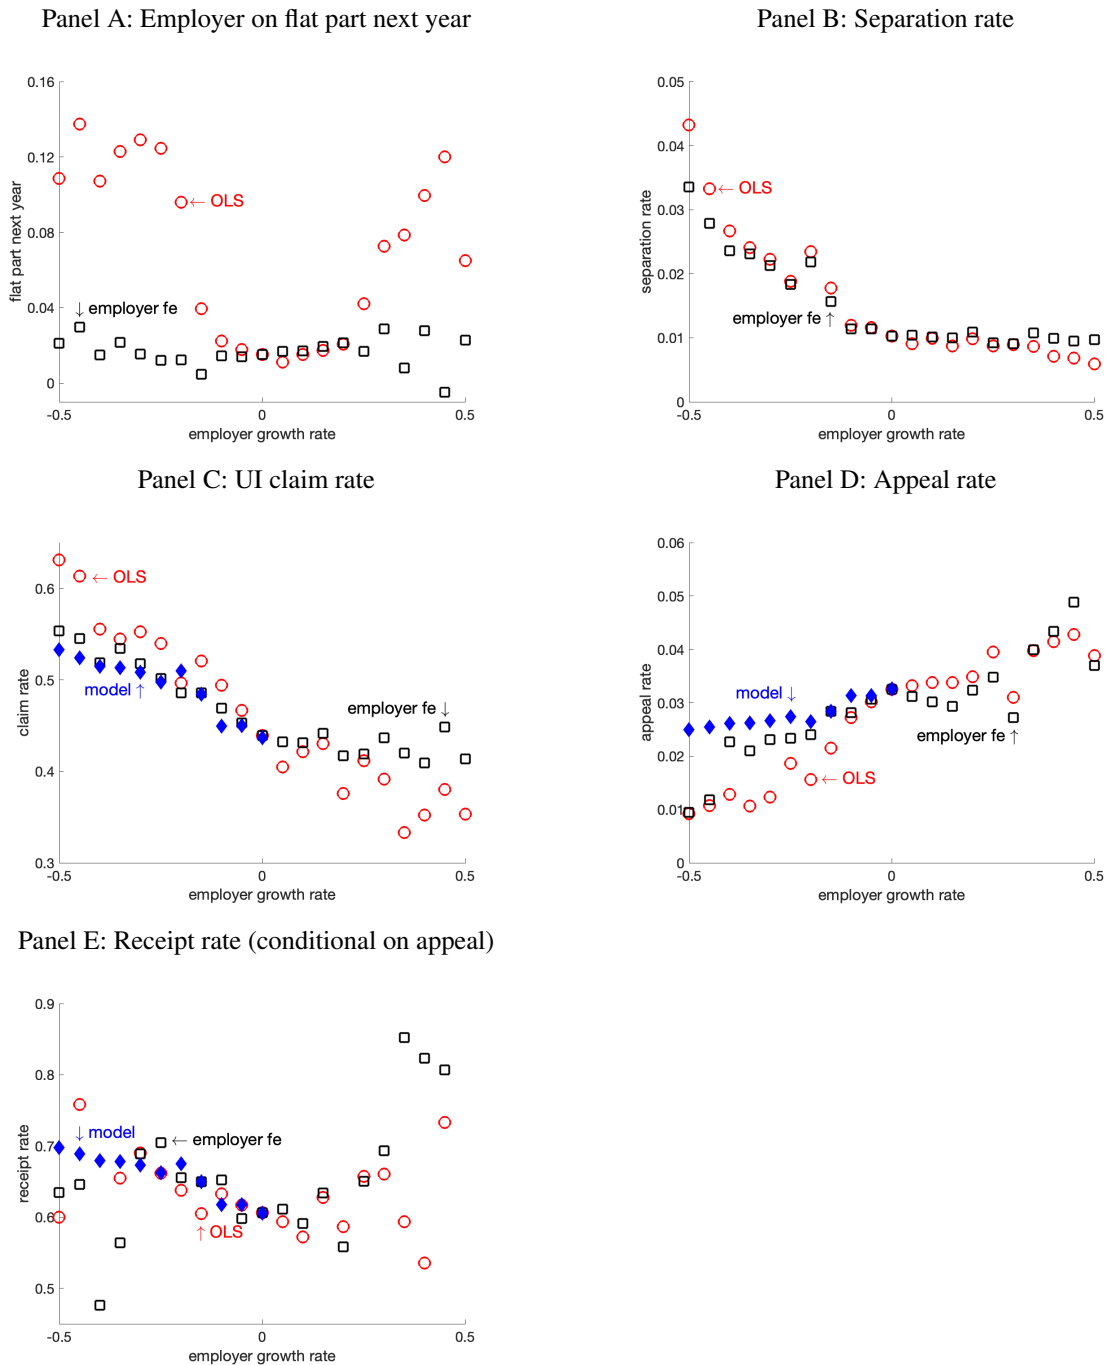 Panel A: Employer on flat part next year
0.16
0.12
0.08
0.04
0
flat part next year
← OLS
↓ employer fe
-0.5
0
0.5
employer growth rate
Panel B: Separation rate
0.05
0.04
0.03
0.02
0.01
0
separation rate
← OLS
employer fe ↑
-0.5
0
0.5
employer growth rate
Panel C: UI claim rate
0.6
0.5
0.4
0.3
claim rate
← OLS
model ↑
employer fe ↓
-0.5
0
0.5
employer growth rate
Panel D: Appeal rate
0.06
0.05
0.04
0.03
0.02
0.01
0
appeal rate
model ↓
employer fe ↑
← OLS
-0.5
0
0.5
employer growth rate
Panel E: Receipt rate (conditional on appeal)
0.9
0.8
0.7
0.6
0.5
receipt rate
↓ model
← employer fe
↑ OLS
-0.5
0
0.5
employer growth rate